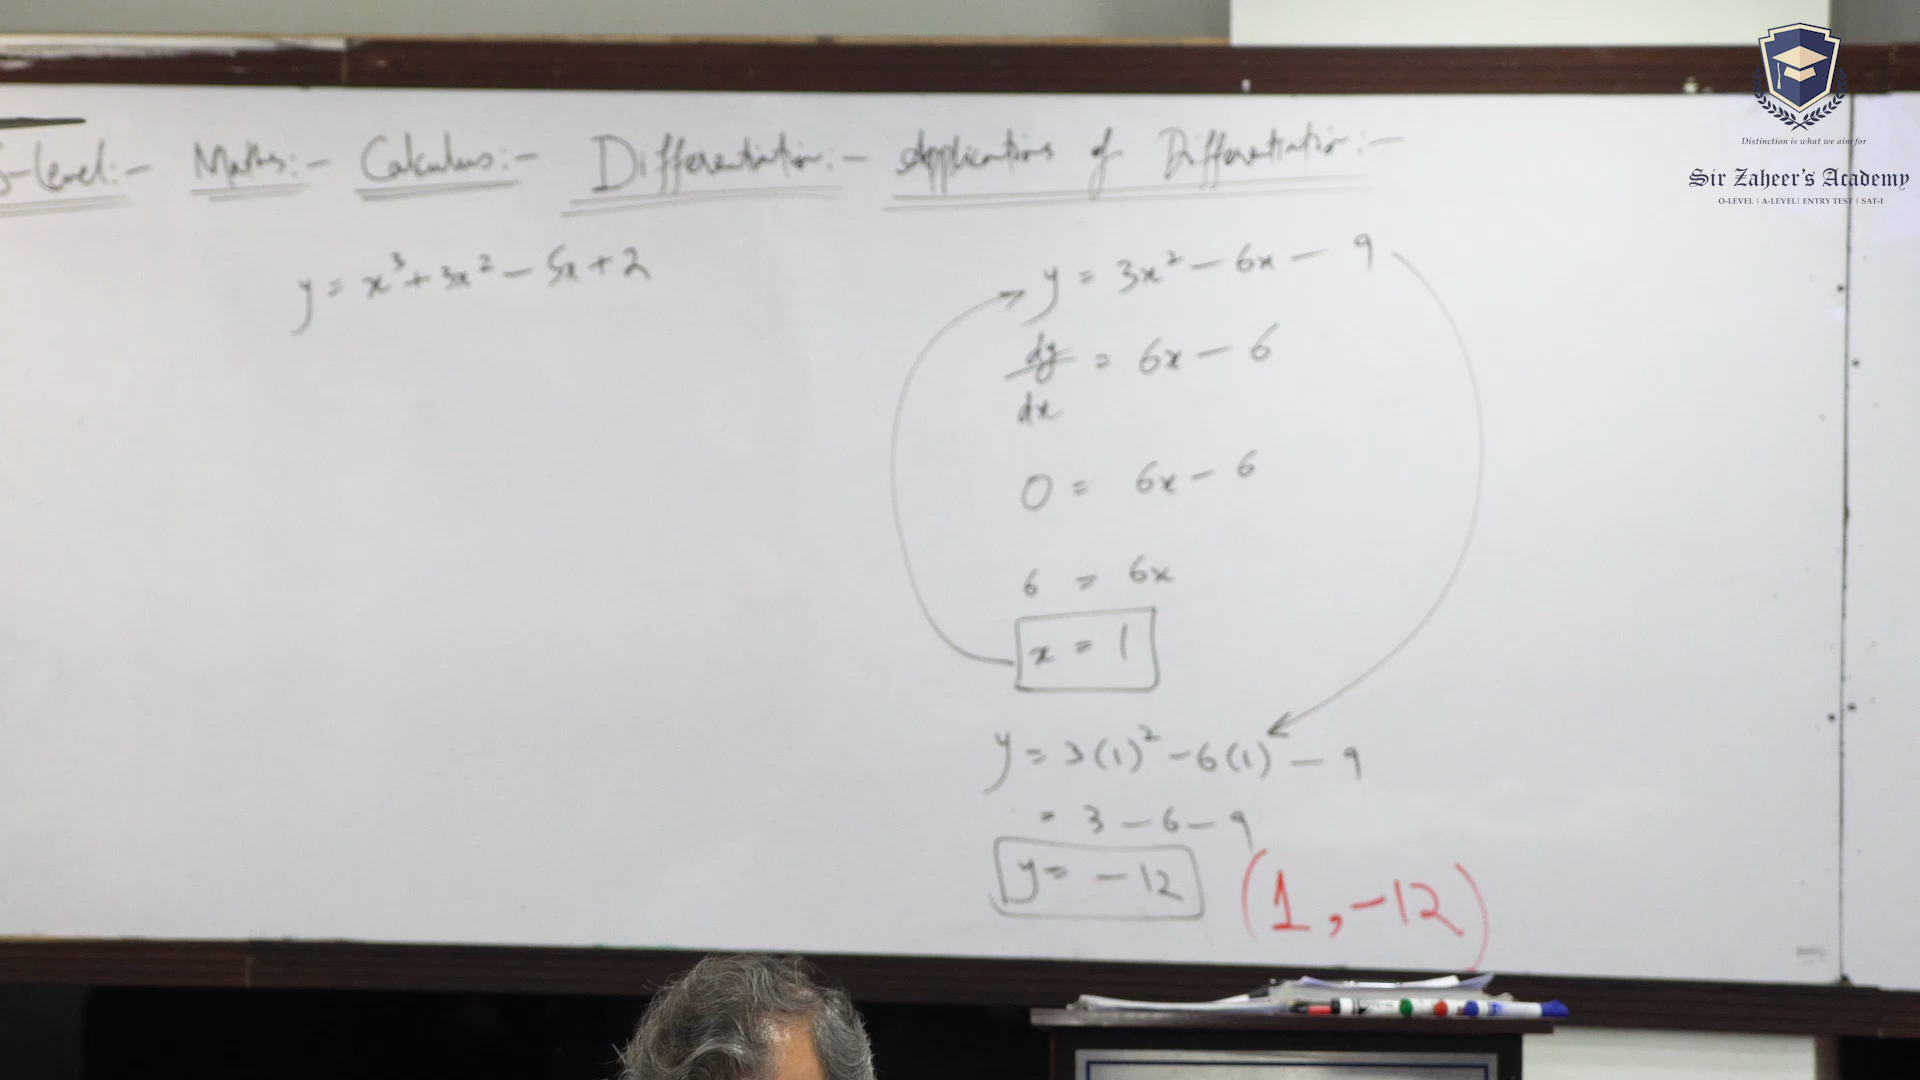 Distinction is what we aim for
Sir Zaheer's Academy
O-LEVEL | A-LEVEL | ENTRY TEST | SAT-I
-level:- Maths:- Calculus:- Differentiation:- Applications of Differentiation:-
y = x³ + 3x² - 5x + 2
y = 3x² - 6x - 9
dy/dx = 6x - 6
0 = 6x - 6
6 = 6x
x = 1
y = 3(1)² - 6(1) - 9
= 3 - 6 - 9
y = -12
(1, -12)